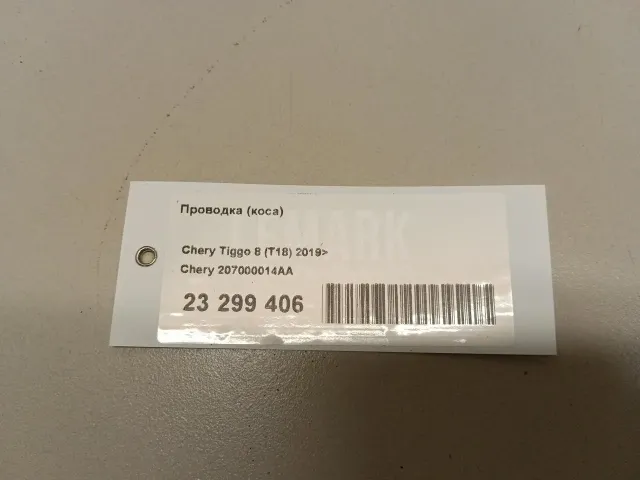 Проводка (коса)
Chery Tiggo 8 (T18) 2019>
Chery 207000014AA
23 299 406